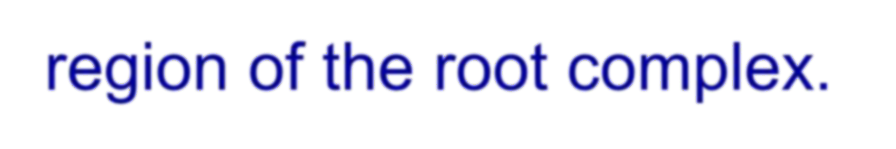 region of the root complex.